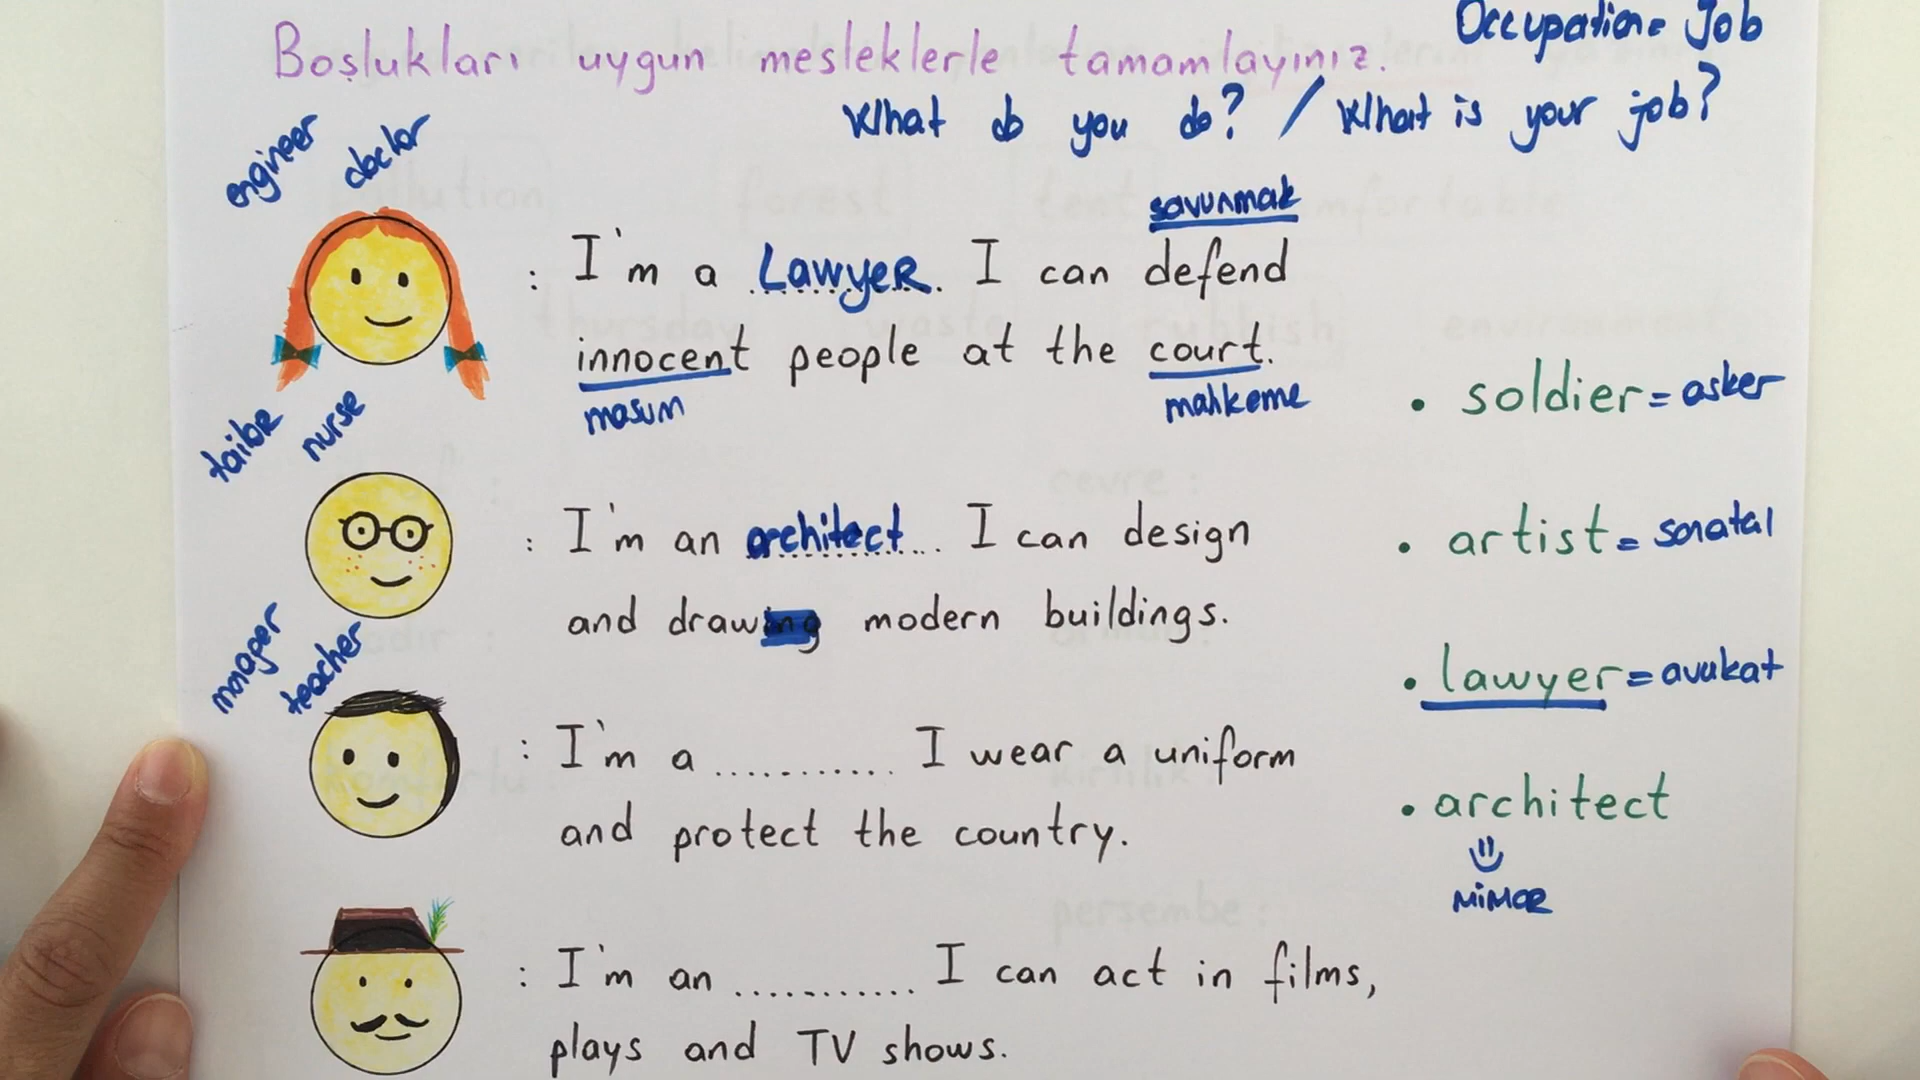 Occupation= Job
Boşlukları uygun mesleklerle tamamlayınız.
What do you do? / What is your job?
engineer
doctor
savunmak
: I'm a Lawyer. I can defend
innocent people at the court.
masum
mahkeme
• soldier = asker
nurse
: I'm an architect... I can design
• artist = sanatçı
and drawing modern buildings.
manager
teacher
• lawyer = avukat
: I'm a ............ I wear a uniform
• architect
and protect the country.
MiMAR
: I'm an ............ I can act in films,
plays and TV shows.